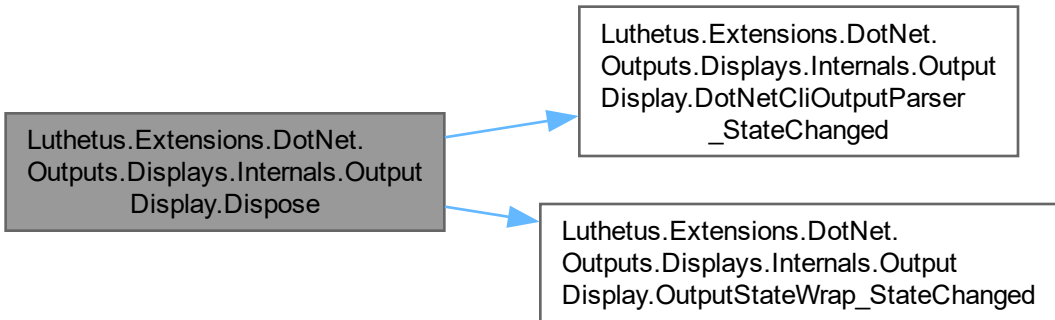 Luthetus.Extensions.DotNet.
Outputs.Displays.Internals.Output
Display.Dispose
Luthetus.Extensions.DotNet.
Outputs.Displays.Internals.Output
Display.DotNetCliOutputParser
_StateChanged
Luthetus.Extensions.DotNet.
Outputs.Displays.Internals.Output
Display.OutputStateWrap_StateChanged